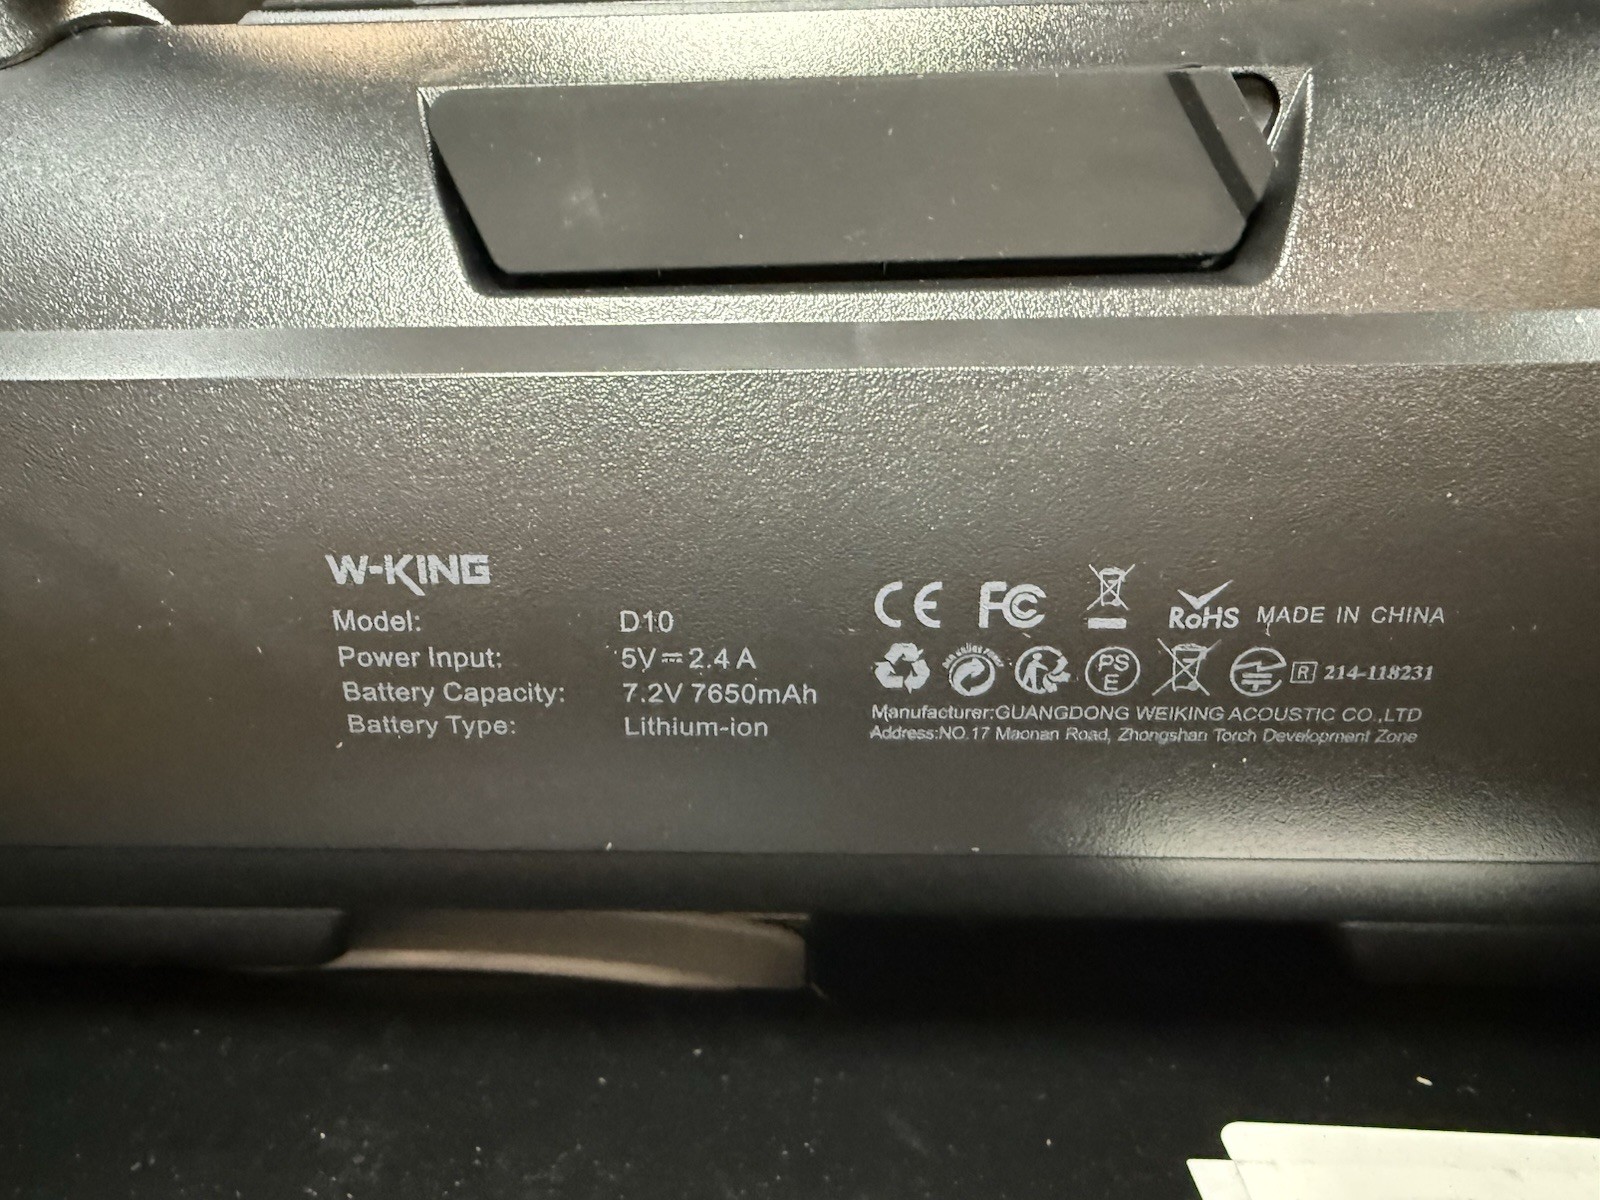 W-KING
Model: D10
Power Input: 5V⎓2.4 A
Battery Capacity: 7.2V 7650mAh
Battery Type: Lithium-ion
CE FC RoHS MADE IN CHINA
PSE R 214-118231
Manufacturer:GUANGDONG WEIKING ACOUSTIC CO.,LTD
Address:NO.17 Maonan Road, Zhongshan Torch Development Zone